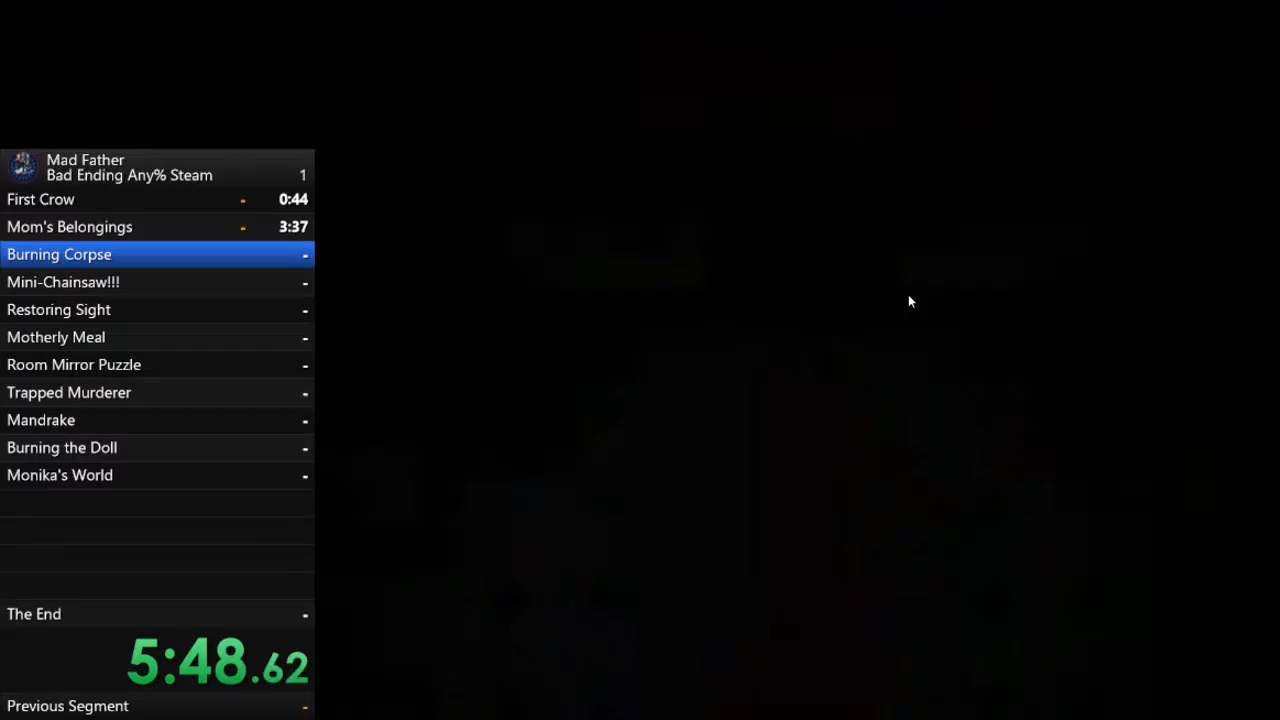 Mad Father
Bad Ending Any% Steam 1
First Crow - 0:44
Mom's Belongings - 3:37
Burning Corpse -
Mini-Chainsaw!!! -
Restoring Sight -
Motherly Meal -
Room Mirror Puzzle -
Trapped Murderer -
Mandrake -
Burning the Doll -
Monika's World -
The End -
5:48.62
Previous Segment -